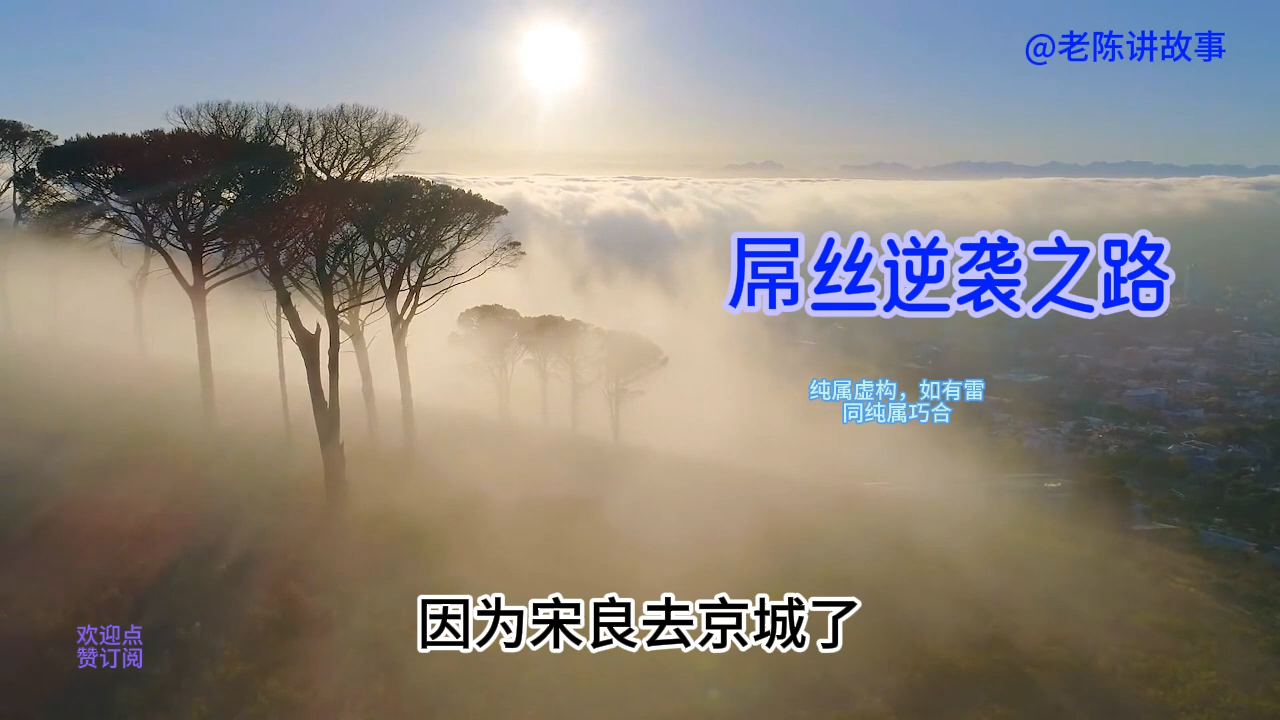 @老陈讲故事
屌丝逆袭之路
纯属虚构，如有雷
同纯属巧合
因为宋良去京城了
欢迎点
赞订阅